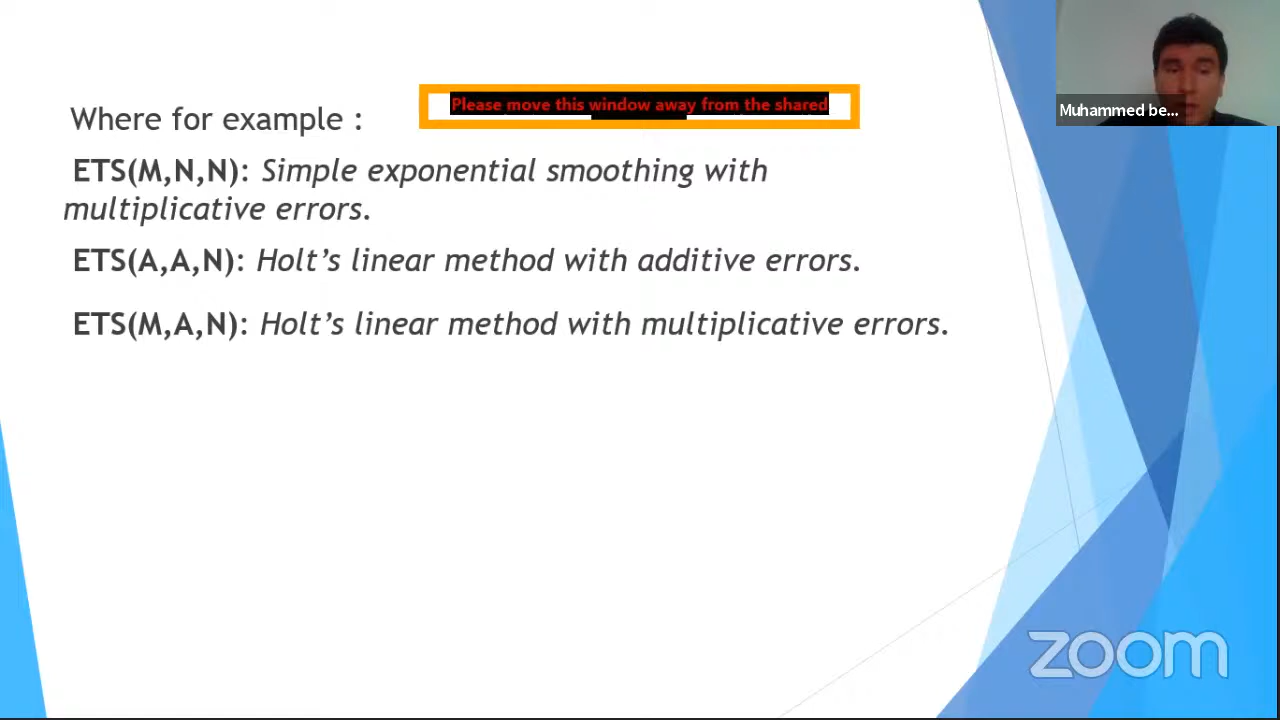 Please move this window away from the shared
Where for example :
ETS(M,N,N): Simple exponential smoothing with
multiplicative errors.
ETS(A,A,N): Holt’s linear method with additive errors.
ETS(M,A,N): Holt’s linear method with multiplicative errors.
Muhammed be...
zoom